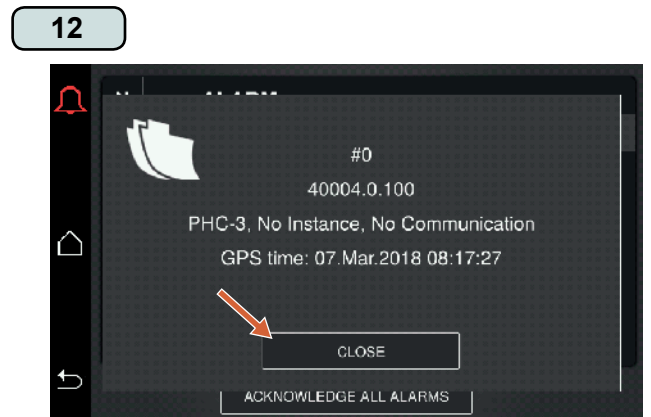 12
ALARM
#0
40004.0.100
PHC-3, No Instance, No Communication
GPS time: 07.Mar.2018 08:17:27
CLOSE
ACKNOWLEDGE ALL ALARMS